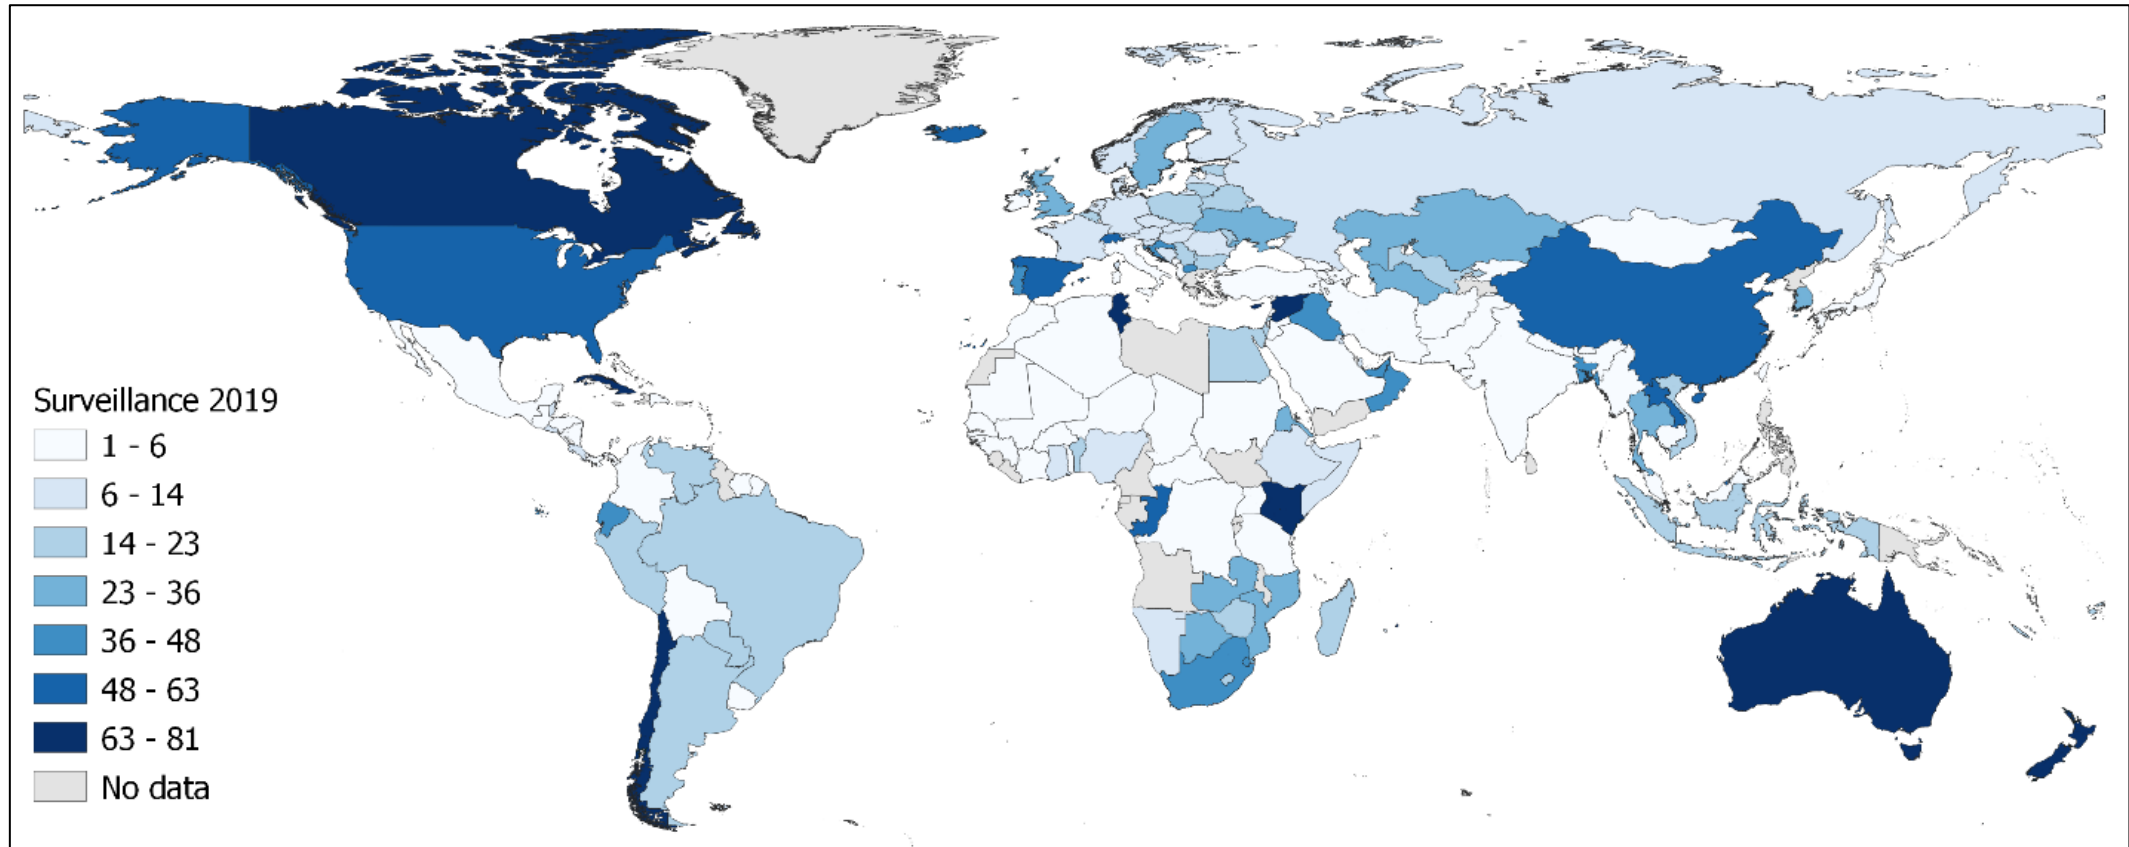 Surveillance 2019
1 - 6
6 - 14
14 - 23
23 - 36
36 - 48
48 - 63
63 - 81
No data